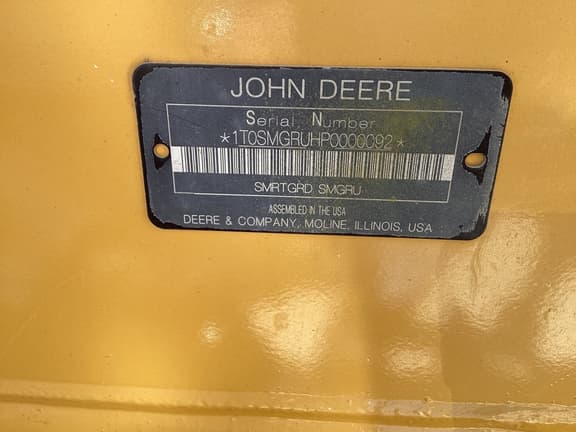 JOHN DEERE
Serial Number
*1T0SMGRUHP0000092*
SMRTGRD SMGRU
ASSEMBLED IN THE USA
DEERE & COMPANY, MOLINE, ILLINOIS, USA